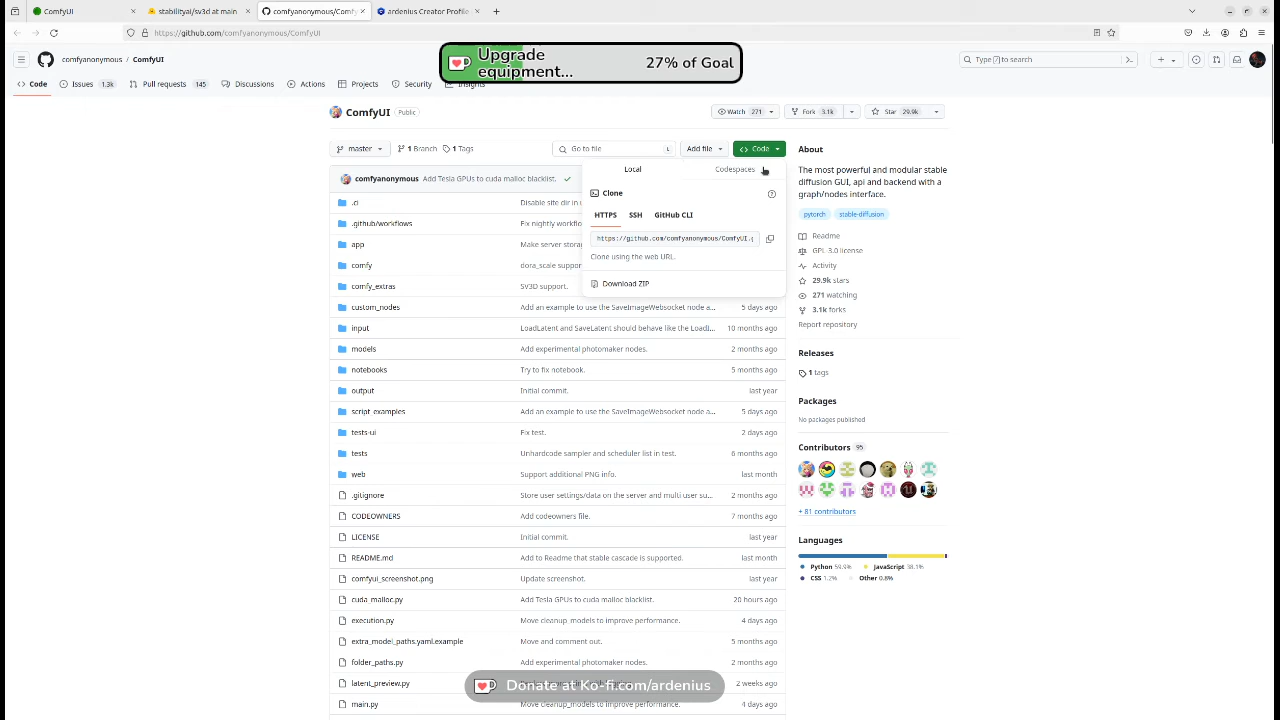 ComfyUI
stabilityai/sv3d at main
comfyanonymous/Comf
ardenius Creator Profile
https://github.com/comfyanonymous/ComfyUI
comfyanonymous / ComfyUI
Type / to search
Upgrade
equipment...
27% of Goal
Code
Issues 1.3k
Pull requests 145
Discussions
Actions
Projects
Security
Insights
ComfyUI Public
Watch 271
Fork 3.1k
Star 29.9k
master
1 Branch
1 Tags
Go to file
Add file
Code
comfyanonymous Add Tesla GPUs to cuda malloc blacklist.
Local
Codespaces
Clone
HTTPS
SSH
GitHub CLI
https://github.com/comfyanonymous/ComfyUI.g
Clone using the web URL.
Download ZIP
.ci Disable site dir in
.github/workflows Fix nightly workflo
app Make server storag
comfy dora_scale suppor
comfy_extras SV3D support.
custom_nodes Add an example to use the SaveImageWebsocket node a... 5 days ago
input LoadLatent and SaveLatent should behave like the LoadI... 10 months ago
models Add experimental photomaker nodes. 2 months ago
notebooks Try to fix notebook. 5 months ago
output Initial commit. last year
script_examples Add an example to use the SaveImageWebsocket node a... 5 days ago
tests-ui Fix test. 2 days ago
tests Unhardcode sampler and scheduler list in test. 6 months ago
web Support additional PNG info. last month
.gitignore Store user settings/data on the server and multi user su... 2 months ago
CODEOWNERS Add codeowners file. 7 months ago
LICENSE Initial commit. last year
README.md Add to Readme that stable cascade is supported. last month
comfyui_screenshot.png Update screenshot. last year
cuda_malloc.py Add Tesla GPUs to cuda malloc blacklist. 20 hours ago
execution.py Move cleanup_models to improve performance. 4 days ago
extra_model_paths.yaml.example Move and comment out. 5 months ago
folder_paths.py Add experimental photomaker nodes. 2 months ago
latent_preview.py 2 weeks ago
main.py Move cleanup_models to improve performance. 4 days ago
Donate at Ko-fi.com/ardenius
About
The most powerful and modular stable
diffusion GUI, api and backend with a
graph/nodes interface.
pytorch
stable-diffusion
Readme
GPL-3.0 license
Activity
29.9k stars
271 watching
3.1k forks
Report repository
Releases
1 tags
Packages
No packages published
Contributors 95
+ 81 contributors
Languages
Python 59.9%
JavaScript 38.1%
CSS 1.2%
Other 0.8%